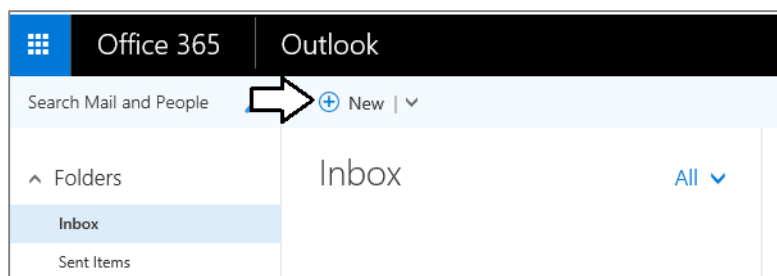 Office 365 Outlook
Search Mail and People New
Folders
Inbox
Sent Items
Inbox All